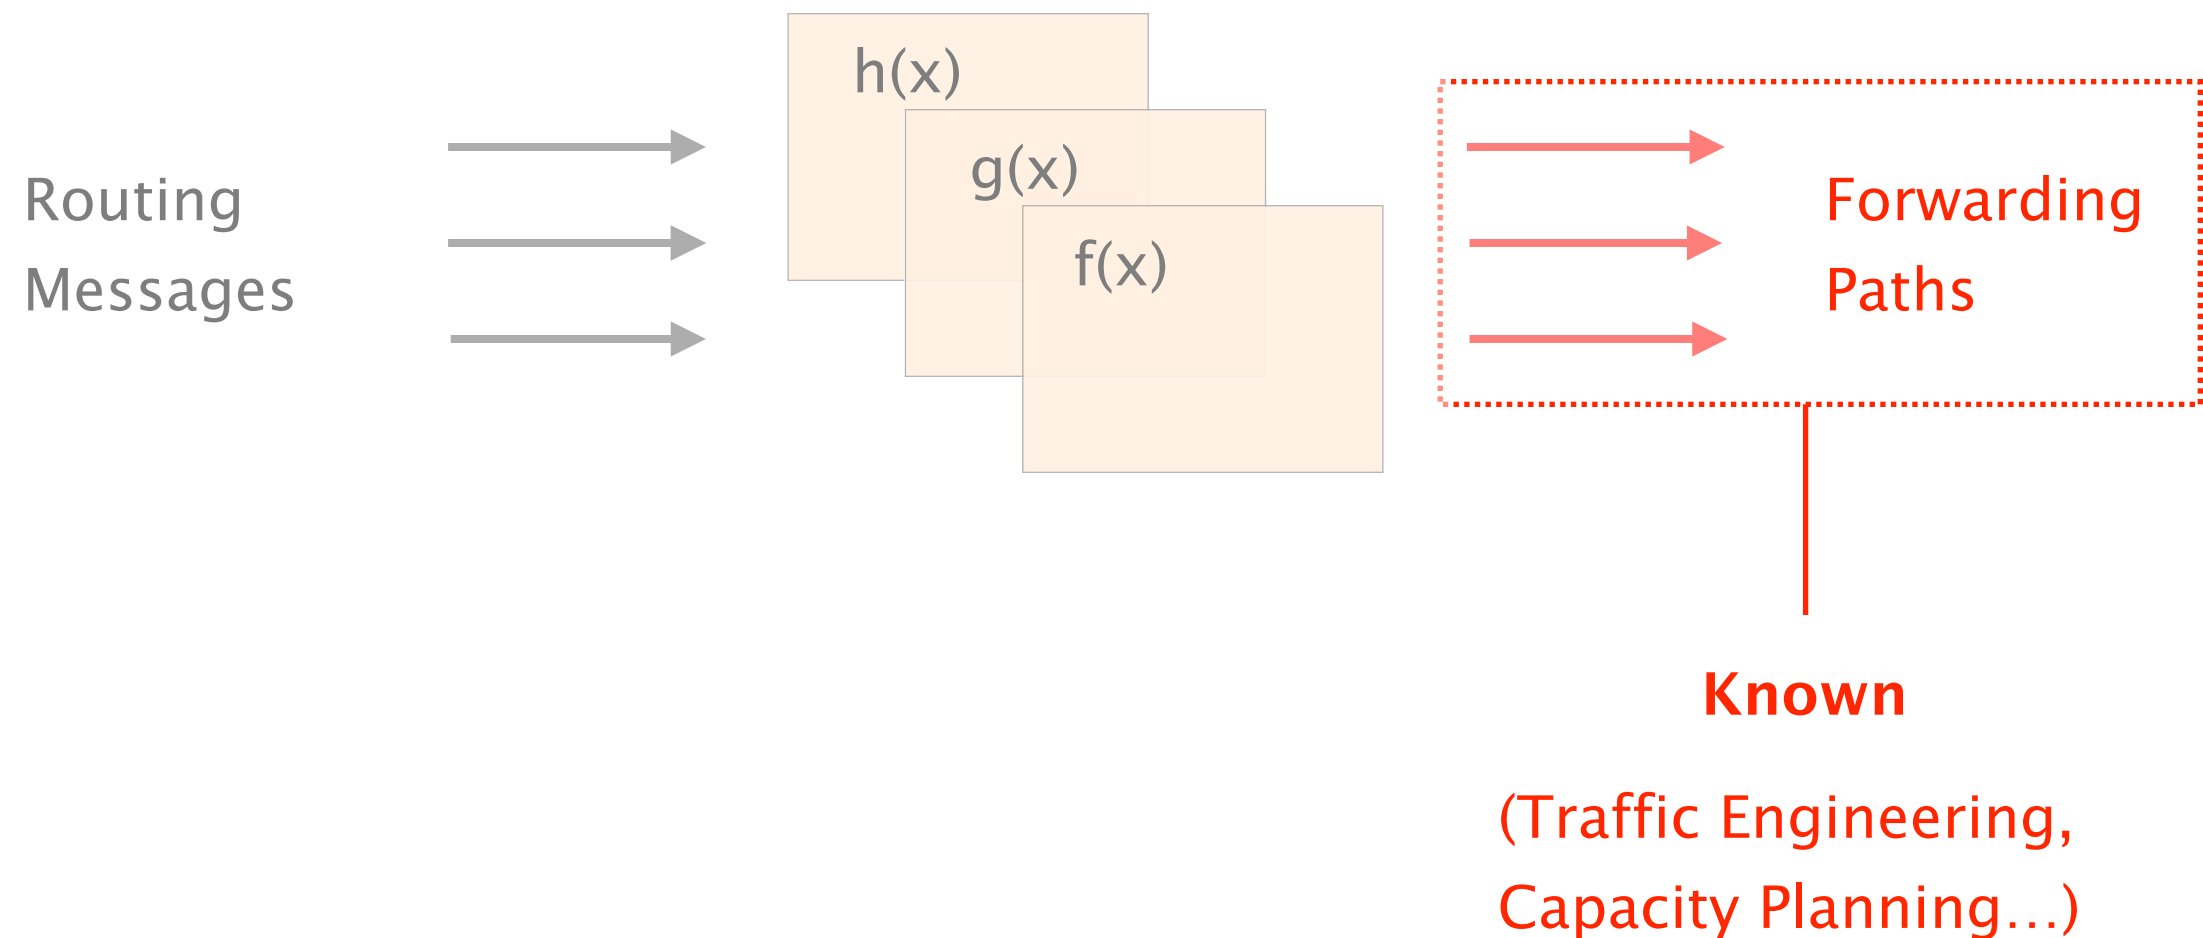 h(x)
g(x)
f(x)
Routing
Messages
Forwarding
Paths
Known
(Traffic Engineering,
Capacity Planning…)